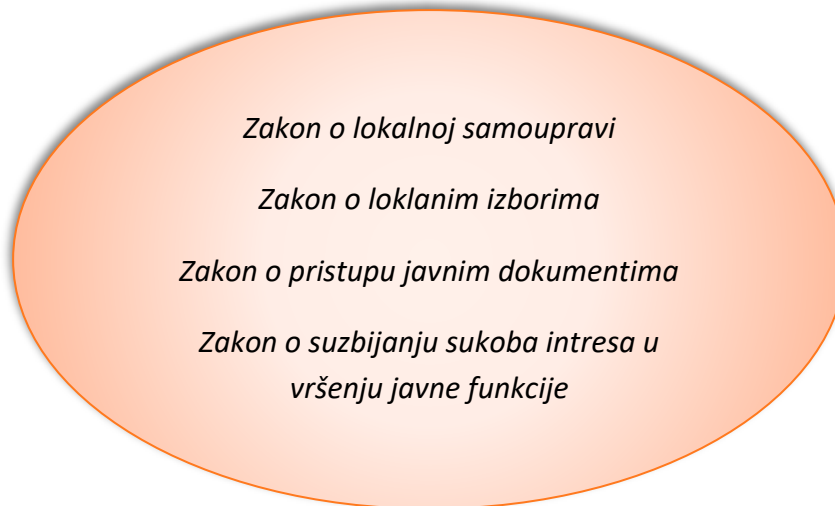 Zakon o lokalnoj samoupravi
Zakon o loklanim izborima
Zakon o pristupu javnim dokumentima
Zakon o suzbijanju sukoba intresa u
vršenju javne funkcije